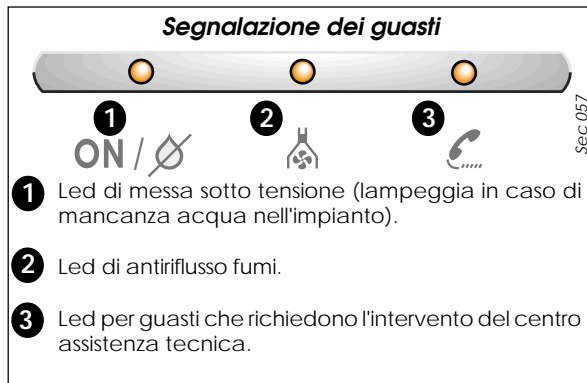 Segnalazione dei guasti
1 2 3
ON /
Sec 057
1 Led di messa sotto tensione (lampeggia in caso di
mancanza acqua nell'impianto).
2 Led di antiriflusso fumi.
3 Led per guasti che richiedono l'intervento del centro
assistenza tecnica.